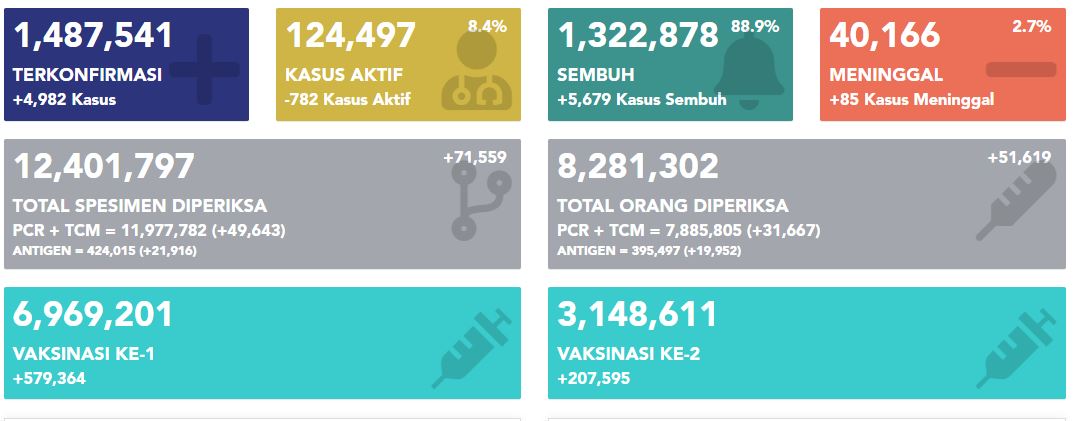 1,487,541
TERKONFIRMASI
+4,982 Kasus
124,497 8.4%
KASUS AKTIF
-782 Kasus Aktif
1,322,878 88.9%
SEMBUH
+5,679 Kasus Sembuh
40,166 2.7%
MENINGGAL
+85 Kasus Meninggal
12,401,797 +71,559
TOTAL SPESIMEN DIPERIKSA
PCR + TCM = 11,977,782 (+49,643)
ANTIGEN = 424,015 (+21,916)
8,281,302 +51,619
TOTAL ORANG DIPERIKSA
PCR + TCM = 7,885,805 (+31,667)
ANTIGEN = 395,497 (+19,952)
6,969,201
VAKSINASI KE-1
+579,364
3,148,611
VAKSINASI KE-2
+207,595